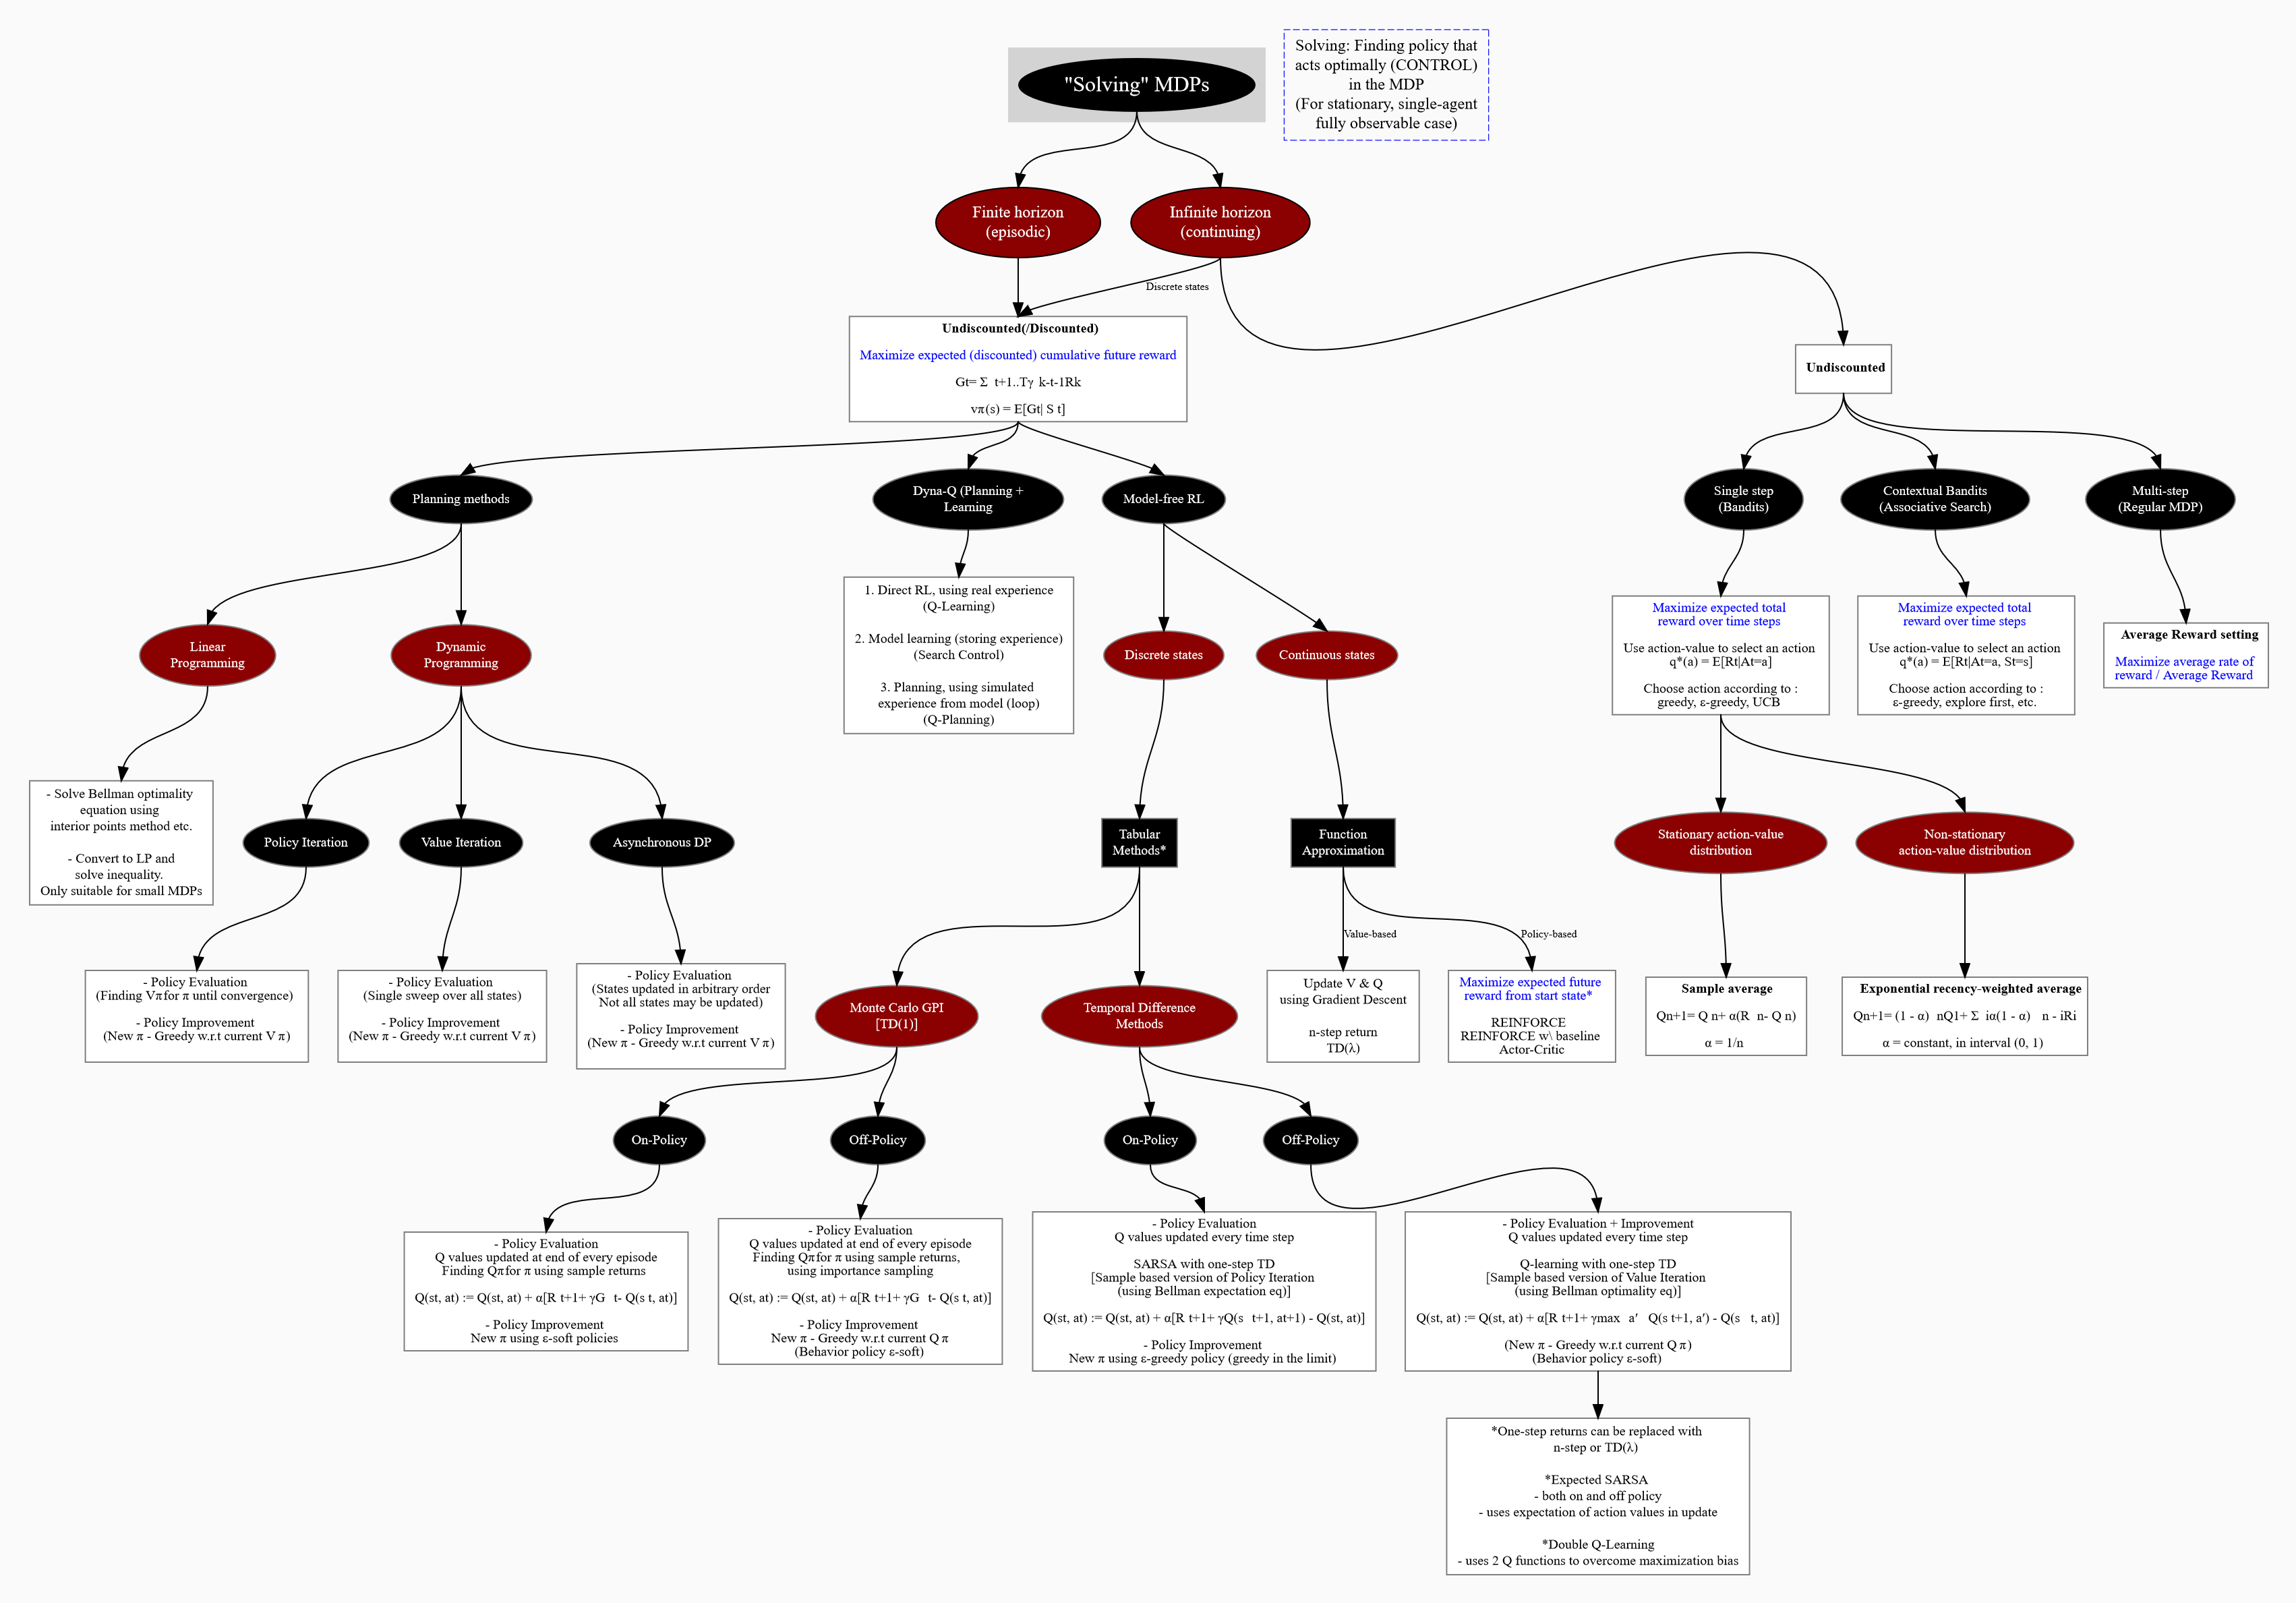 "Solving" MDPs
Solving: Finding policy that
acts optimally (CONTROL)
in the MDP
(For stationary, single-agent
fully observable case)
Finite horizon
(episodic)
Infinite horizon
(continuing)
Discrete states
Undiscounted(/Discounted)
Maximize expected (discounted) cumulative future reward
Gt= Σ t+1..Tγ k-t-1Rk
vπ(s) = E[Gt| S t]
Undiscounted
Planning methods
Dyna-Q (Planning +
Learning
Model-free RL
Single step
(Bandits)
Contextual Bandits
(Associative Search)
Multi-step
(Regular MDP)
Linear
Programming
Dynamic
Programming
1. Direct RL, using real experience
(Q-Learning)
2. Model learning (storing experience)
(Search Control)
3. Planning, using simulated
experience from model (loop)
(Q-Planning)
Discrete states
Continuous states
Maximize expected total
reward over time steps
Use action-value to select an action
q*(a) = E[Rt|At=a]
Choose action according to :
greedy, ε-greedy, UCB
Maximize expected total
reward over time steps
Use action-value to select an action
q*(a) = E[Rt|At=a, St=s]
Choose action according to :
ε-greedy, explore first, etc.
Average Reward setting
Maximize average rate of
reward / Average Reward
- Solve Bellman optimality
equation using
interior points method etc.
- Convert to LP and
solve inequality.
Only suitable for small MDPs
Policy Iteration
Value Iteration
Asynchronous DP
Tabular
Methods*
Function
Approximation
Stationary action-value
distribution
Non-stationary
action-value distribution
Value-based
Policy-based
- Policy Evaluation
(Finding Vπfor π until convergence)
- Policy Improvement
(New π - Greedy w.r.t current V π)
- Policy Evaluation
(Single sweep over all states)
- Policy Improvement
(New π - Greedy w.r.t current V π)
- Policy Evaluation
(States updated in arbitrary order
Not all states may be updated)
- Policy Improvement
(New π - Greedy w.r.t current V π)
Monte Carlo GPI
[TD(1)]
Temporal Difference
Methods
Update V & Q
using Gradient Descent
n-step return
TD(λ)
Maximize expected future
reward from start state*
REINFORCE
REINFORCE w\ baseline
Actor-Critic
Sample average
Qn+1= Q n+ α(R n- Q n)
α = 1/n
Exponential recency-weighted average
Qn+1= (1 - α) nQ1+ Σ iα(1 - α) n - iRi
α = constant, in interval (0, 1)
On-Policy
Off-Policy
On-Policy
Off-Policy
- Policy Evaluation
Q values updated at end of every episode
Finding Qπfor π using sample returns
Q(st, at) := Q(st, at) + α[R t+1+ γG t- Q(s t, at)]
- Policy Improvement
New π using ε-soft policies
- Policy Evaluation
Q values updated at end of every episode
Finding Qπfor π using sample returns,
using importance sampling
Q(st, at) := Q(st, at) + α[R t+1+ γG t- Q(s t, at)]
- Policy Improvement
New π - Greedy w.r.t current Q π
(Behavior policy ε-soft)
- Policy Evaluation
Q values updated every time step
SARSA with one-step TD
[Sample based version of Policy Iteration
(using Bellman expectation eq)]
Q(st, at) := Q(st, at) + α[R t+1+ γQ(s t+1, at+1) - Q(st, at)]
- Policy Improvement
New π using ε-greedy policy (greedy in the limit)
- Policy Evaluation + Improvement
Q values updated every time step
Q-learning with one-step TD
[Sample based version of Value Iteration
(using Bellman optimality eq)]
Q(st, at) := Q(st, at) + α[R t+1+ γmax a′ Q(s t+1, a′) - Q(s t, at)]
(New π - Greedy w.r.t current Q π)
(Behavior policy ε-soft)
*One-step returns can be replaced with
n-step or TD(λ)
*Expected SARSA
- both on and off policy
- uses expectation of action values in update
*Double Q-Learning
- uses 2 Q functions to overcome maximization bias